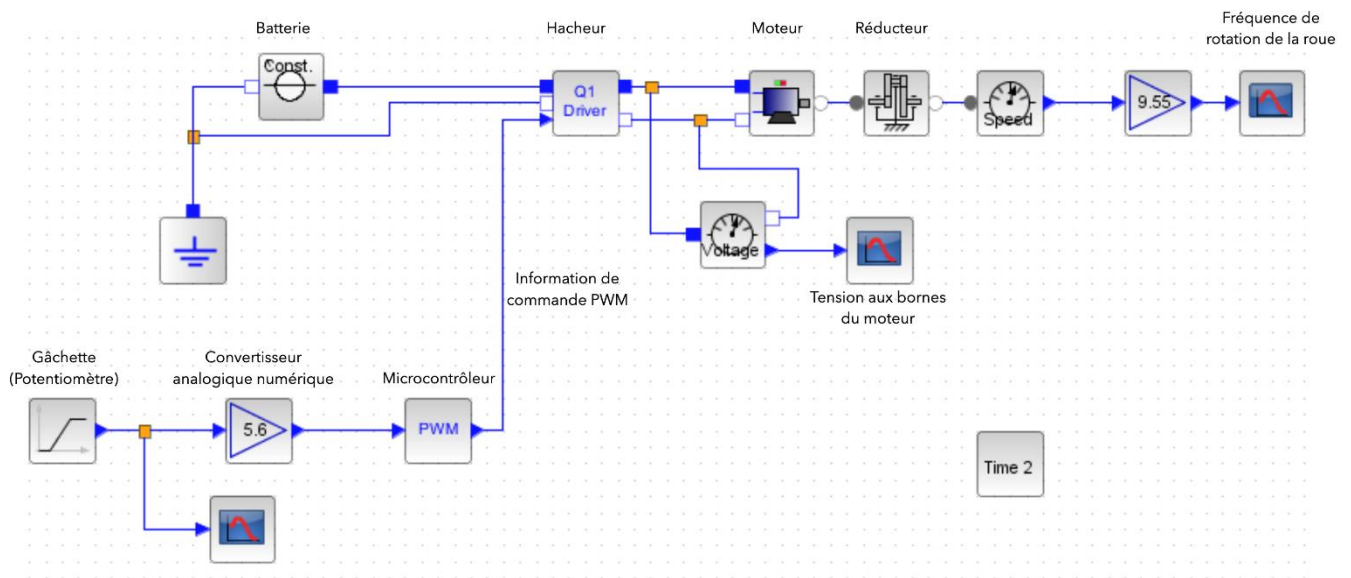 Batterie
Hacheur
Moteur
Réducteur
Fréquence de
rotation de la roue
Const.
Q1
Driver
Speed
9.55
Voltage
Information de
commande PWM
Tension aux bornes
du moteur
Gâchette
(Potentiomètre)
Convertisseur
analogique numérique
Microcontrôleur
5.6
PWM
Time 2